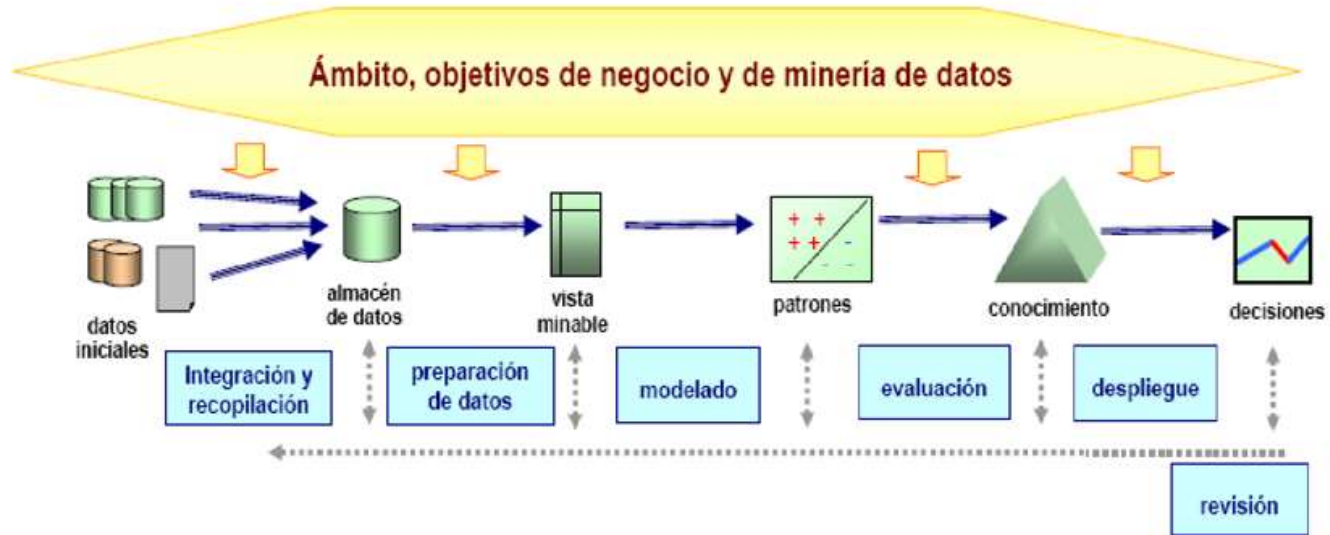 Ámbito, objetivos de negocio y de minería de datos
datos
iniciales
almacén
de datos
vista
minable
patrones
conocimiento
decisiones
Integración y
recopilación
preparación
de datos
modelado
evaluación
despliegue
revisión